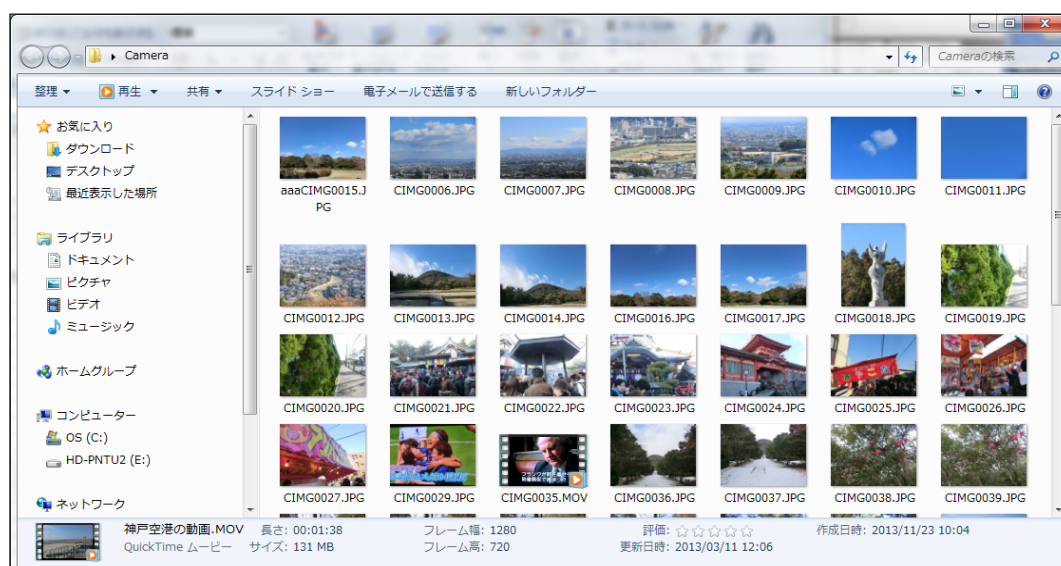 Camera
Cameraの検索
整理
再生
共有
スライド ショー
電子メールで送信する
新しいフォルダー
お気に入り
ダウンロード
デスクトップ
最近表示した場所
ライブラリ
ドキュメント
ピクチャ
ビデオ
ミュージック
ホームグループ
コンピューター
OS (C:)
HD-PNTU2 (E:)
ネットワーク
aaaCIMG0015.J
PG
CIMG0006.JPG
CIMG0007.JPG
CIMG0008.JPG
CIMG0009.JPG
CIMG0010.JPG
CIMG0011.JPG
CIMG0012.JPG
CIMG0013.JPG
CIMG0014.JPG
CIMG0016.JPG
CIMG0017.JPG
CIMG0018.JPG
CIMG0019.JPG
CIMG0020.JPG
CIMG0021.JPG
CIMG0022.JPG
CIMG0023.JPG
CIMG0024.JPG
CIMG0025.JPG
CIMG0026.JPG
CIMG0027.JPG
CIMG0029.JPG
CIMG0035.MOV
CIMG0036.JPG
CIMG0037.JPG
CIMG0038.JPG
CIMG0039.JPG
神戸空港の動画.MOV 長さ: 00:01:38 フレーム幅: 1280 評価: 作成日時: 2013/11/23 10:04
QuickTime ムービー サイズ: 131 MB フレーム高: 720 更新日時: 2013/03/11 12:06